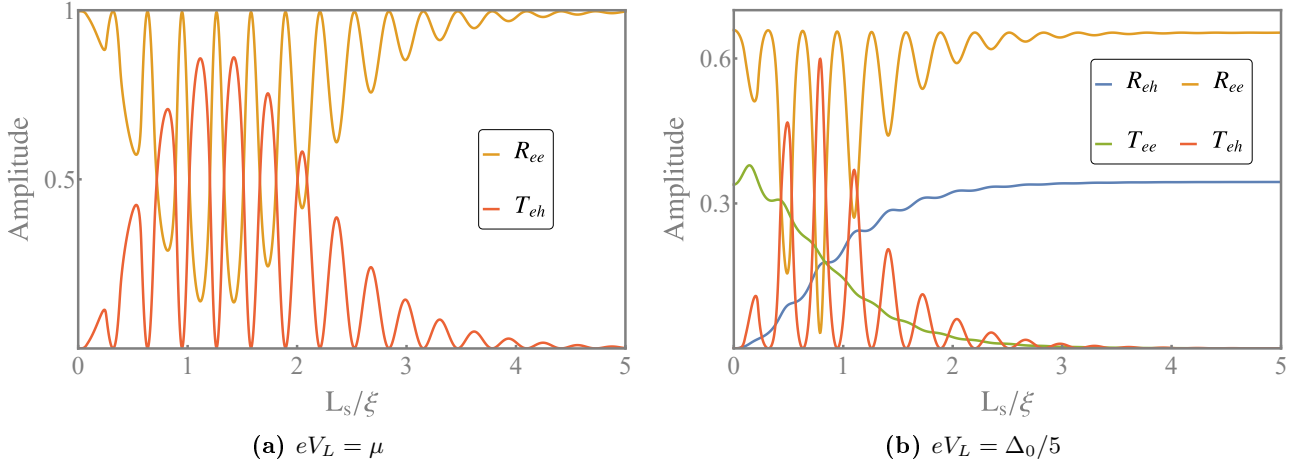 1
0.5
Amplitude
R_ee
T_eh
0 1 2 3 4 5
L_s/ξ
(a) eV_L = μ
0.6
0.3
Amplitude
R_eh R_ee
T_ee T_eh
0 1 2 3 4 5
L_s/ξ
(b) eV_L = Δ_0/5